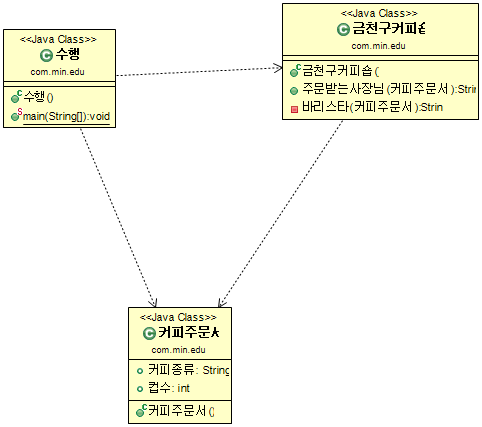 <<Java Class>>
수행
com.min.edu
수행()
main(String[]):void
<<Java Class>>
금천구커피숍
com.min.edu
금천구커피숍(
주문받는사장님(커피주문서):Strin
바리스타(커피주문서):Strin
<<Java Class>>
커피주문서
com.min.edu
커피종류: String
컵수: int
커피주문서()